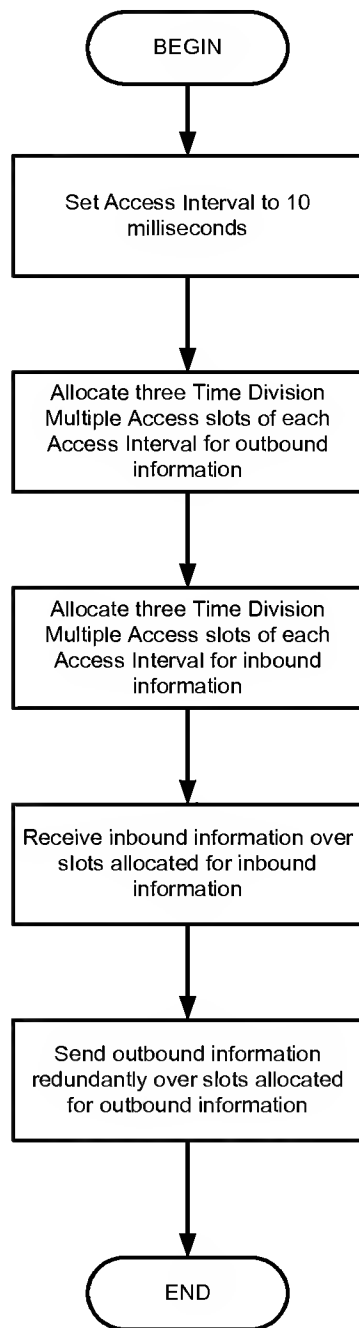 BEGIN
Set Access Interval to 10
milliseconds
Allocate three Time Division
Multiple Access slots of each
Access Interval for outbound
information
Allocate three Time Division
Multiple Access slots of each
Access Interval for inbound
information
Receive inbound information over
slots allocated for inbound
information
Send outbound information
redundantly over slots allocated
for outbound information
END